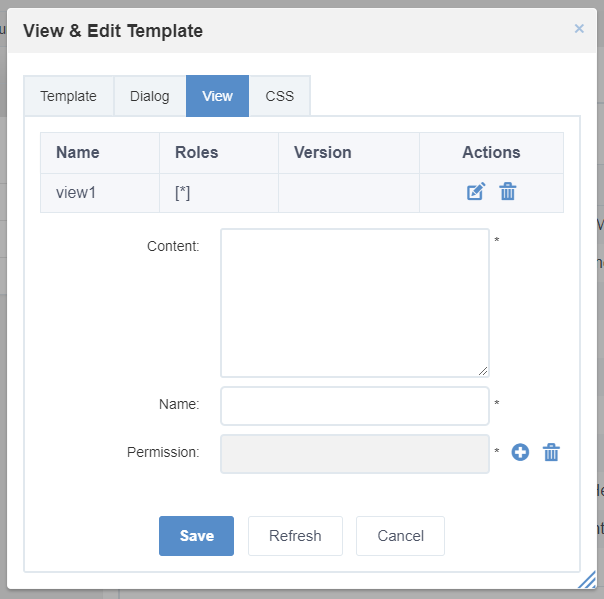 View & Edit Template
×
Template Dialog View CSS
Name Roles Version Actions
view1 [*]
Content: *
Name: *
Permission: *
Save Refresh Cancel